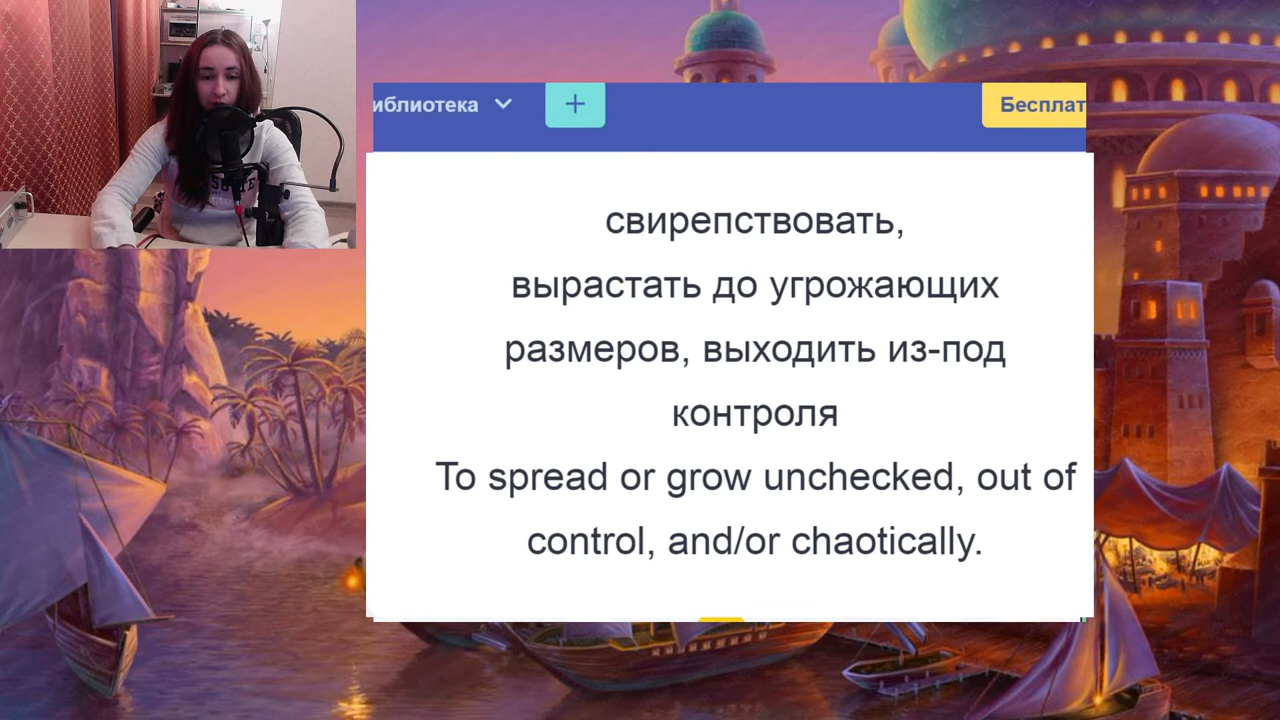 иблиотека
+
Бесплат
свирепствовать,
вырастать до угрожающих
размеров, выходить из-под
контроля
To spread or grow unchecked, out of
control, and/or chaotically.